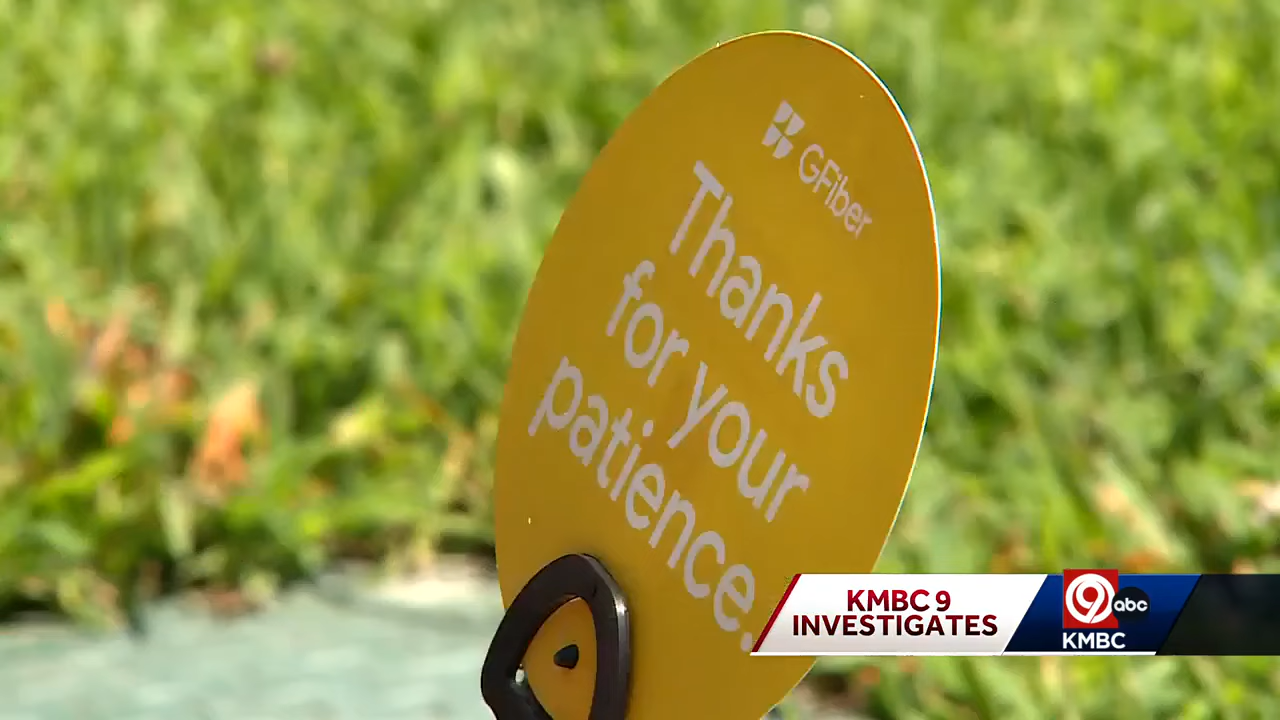 GFiber
Thanks
for your
patience.
KMBC 9
INVESTIGATES
9 abc
KMBC